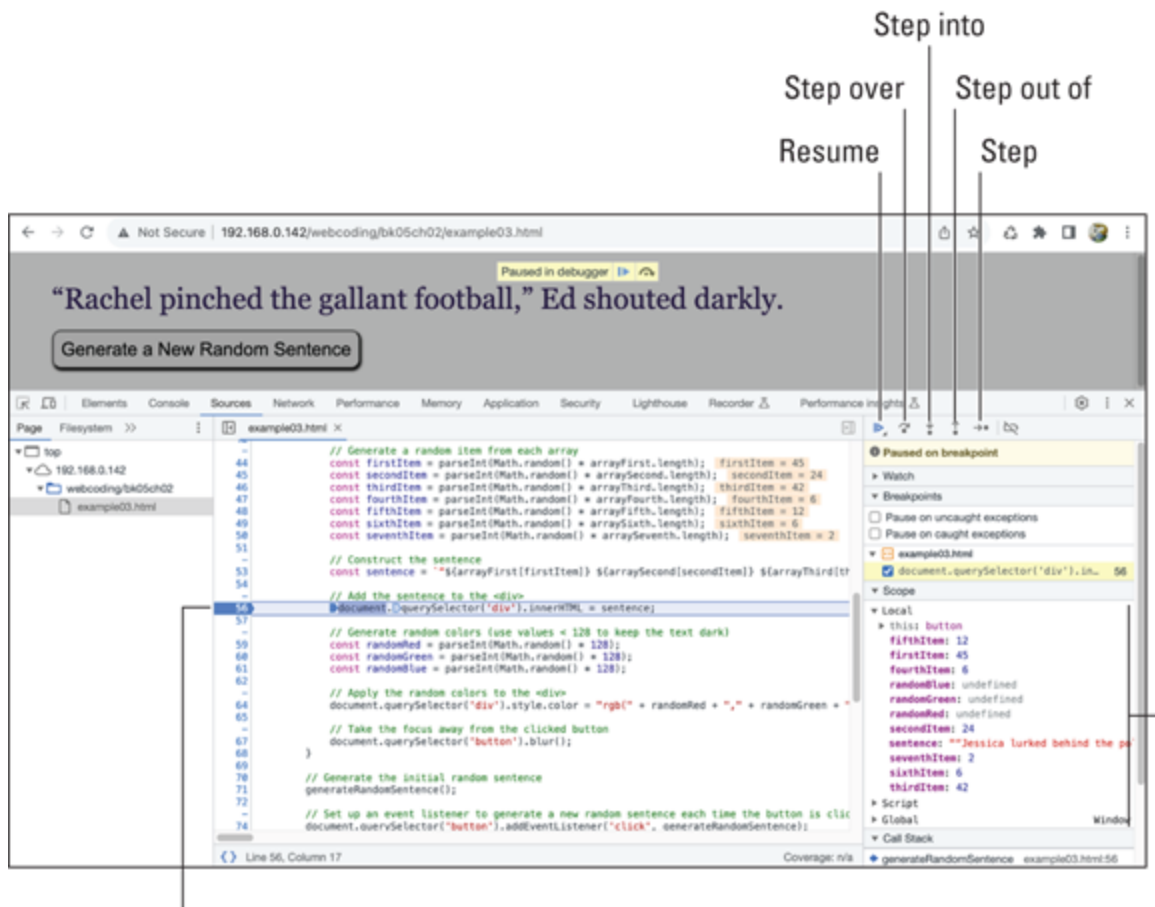 Step into
Step over
Step out of
Resume
Step
Not Secure | 192.168.0.142/webcoding/bk05ch02/example03.html
Paused in debugger
“Rachel pinched the gallant football,” Ed shouted darkly.
Generate a New Random Sentence
Elements Console Sources Network Performance Memory Application Security Lighthouse Recorder Performance insights
Page Filesystem >>
example03.html ×
top
192.168.0.142
webcoding/bk05ch02
example03.html
- // Generate a random item from each array
44 const firstItem = parseInt(Math.random() * arrayFirst.length); firstItem = 45
45 const secondItem = parseInt(Math.random() * arraySecond.length); secondItem = 24
46 const thirdItem = parseInt(Math.random() * arrayThird.length); thirdItem = 42
47 const fourthItem = parseInt(Math.random() * arrayFourth.length); fourthItem = 6
48 const fifthItem = parseInt(Math.random() * arrayFifth.length); fifthItem = 12
49 const sixthItem = parseInt(Math.random() * arraySixth.length); sixthItem = 6
50 const seventhItem = parseInt(Math.random() * arraySeventh.length); seventhItem = 2
51
- // Construct the sentence
53 const sentence = `"${arrayFirst[firstItem]} ${arraySecond[secondItem]} ${arrayThird[th
54
- // Add the sentence to the <div>
56 document.querySelector('div').innerHTML = sentence;
57
- // Generate random colors (use values < 128 to keep the text dark)
59 const randomRed = parseInt(Math.random() * 128);
60 const randomGreen = parseInt(Math.random() * 128);
61 const randomBlue = parseInt(Math.random() * 128);
62
- // Apply the random colors to the <div>
64 document.querySelector('div').style.color = "rgb(" + randomRed + "," + randomGreen + "
65
- // Take the focus away from the clicked button
67 document.querySelector('button').blur();
68 }
69
70 // Generate the initial random sentence
71 generateRandomSentence();
72
- // Set up an event listener to generate a new random sentence each time the button is clic
74 document.querySelector('button').addEventListener('click', generateRandomSentence);
{} Line 56, Column 17 Coverage: n/a
Paused on breakpoint
Watch
Breakpoints
Pause on uncaught exceptions
Pause on caught exceptions
example03.html
document.querySelector('div').in… 56
Scope
Local
this: button
fifthItem: 12
firstItem: 45
fourthItem: 6
randomBlue: undefined
randomGreen: undefined
randomRed: undefined
secondItem: 24
sentence: "\"Jessica lurked behind the po
seventhItem: 2
sixthItem: 6
thirdItem: 42
Script
Global Window
Call Stack
generateRandomSentence example03.html:56